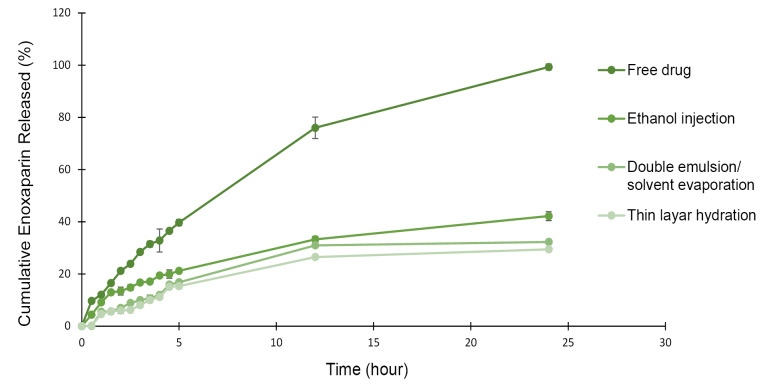 120
100
80
60
40
20
0
Cumulative Enoxaparin Released (%)
0 5 10 15 20 25 30
Time (hour)
Free drug
Ethanol injection
Double emulsion/
solvent evaporation
Thin layar hydration